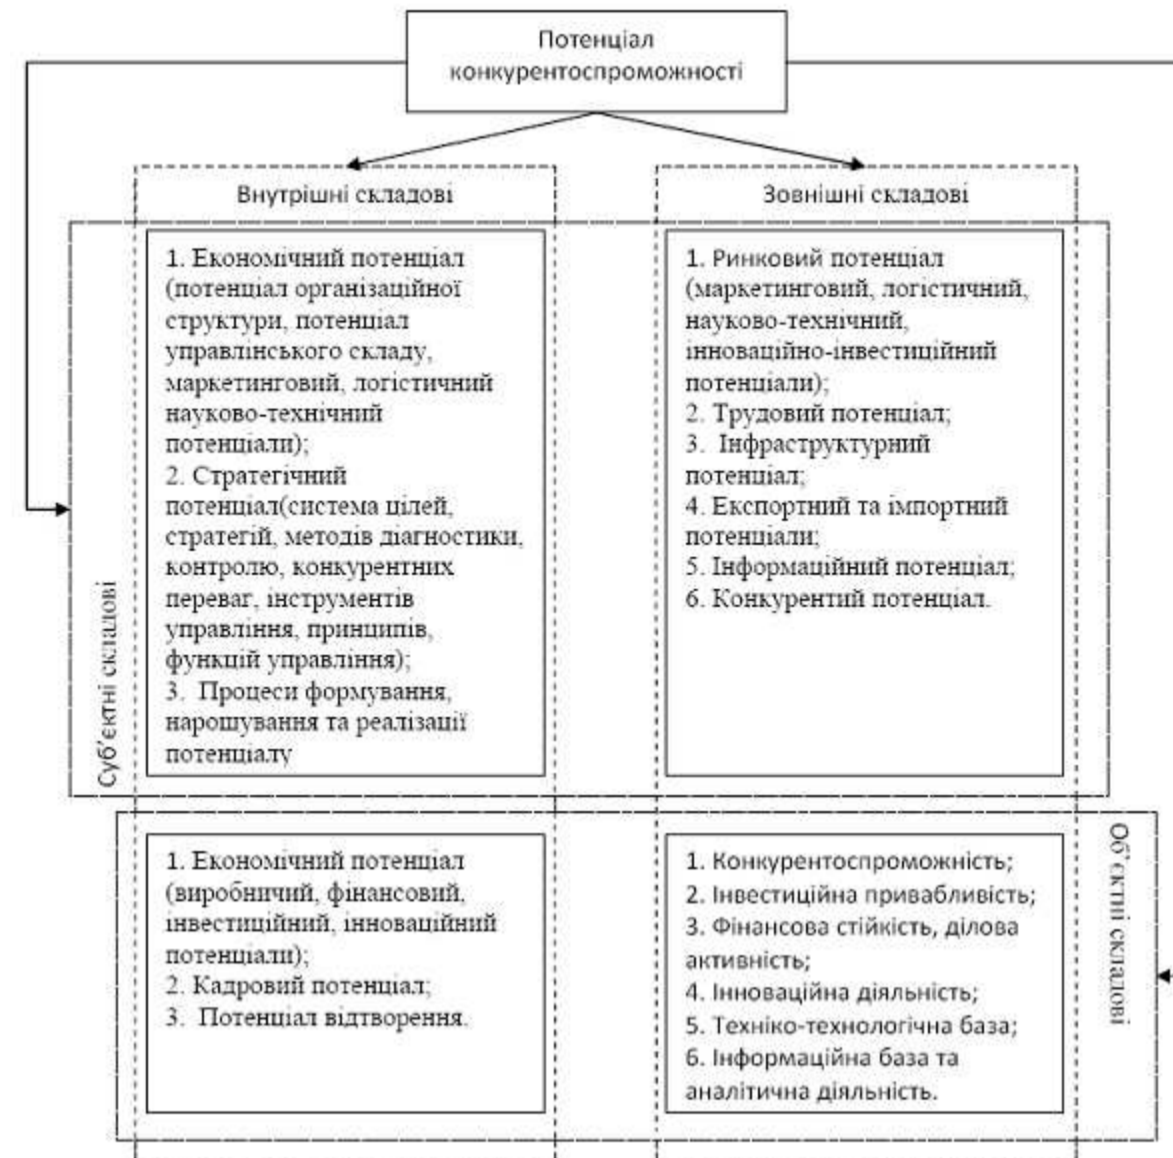 Потенціал
конкурентоспроможності
Внутрішні складові
Зовнішні складові
1. Економічний потенціал
(потенціал організаційної
структури, потенціал
управлінського складу,
маркетинговий, логістичний
науково-технічний
потенціали);
2. Стратегічний
потенціал(система цілей,
стратегій, методів діагностики,
контролю, конкурентних
переваг, інструментів
управління, принципів,
функцій управління);
3. Процеси формування,
нарощування та реалізації
потенціалу
1. Ринковий потенціал
(маркетинговий, логістичний,
науково-технічний,
інноваційно-інвестиційний
потенціали);
2. Трудовий потенціал;
3. Інфраструктурний
потенціал;
4. Експортний та імпортний
потенціали;
5. Інформаційний потенціал;
6. Конкурентий потенціал.
Суб'єктні складові
1. Економічний потенціал
(виробничий, фінансовий,
інвестиційний, інноваційний
потенціали);
2. Кадровий потенціал;
3. Потенціал відтворення.
1. Конкурентоспроможність;
2. Інвестиційна привабливість;
3. Фінансова стійкість, ділова
активність;
4. Інноваційна діяльність;
5. Техніко-технологічна база;
6. Інформаційна база та
аналітична діяльність.
Об'єктні складові